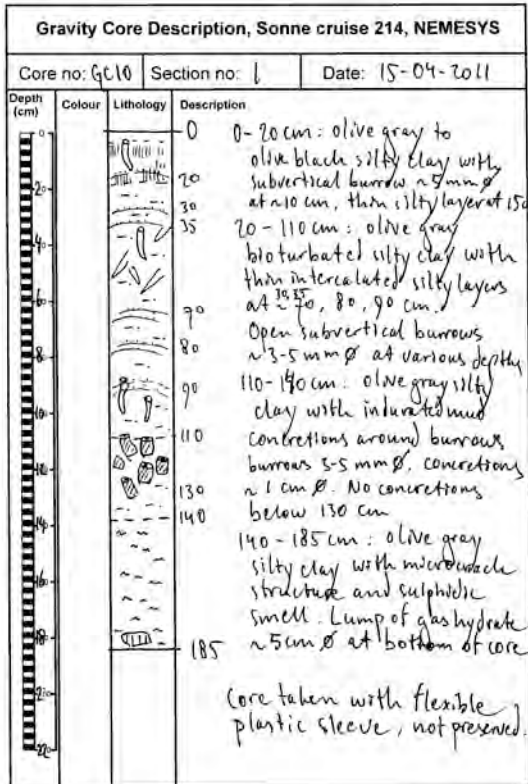 Gravity Core Description, Sonne cruise 214, NEMESYS
Core no: GC10 Section no: 1 Date: 15-04-2011
Depth (cm) Colour Lithology Description
0
20
30
35
70
80
90
110
130
140
185
0-20 cm: olive gray to
olive black silty clay with
subvertical burrow ~5mm Ø
at ~10 cm, thin silty layer at 15c
20-110 cm: olive gray
bioturbated silty clay with
thin intercalated silty layers
at ~ 30, 35 70, 80, 90 cm.
Open subvertical burrows
~3-5 mm Ø at various depths
110-140 cm: olive gray silty
clay with indurated mud
concretions around burrows
burrows 3-5 mm Ø, concretions
~1 cm Ø. No concretions
below 130 cm
140-185 cm: olive gray
silty clay with microcrack
structure and sulphidic
smell. Lump of gas hydrate
~5cm Ø at bottom of core
Core taken with flexible
plastic sleeve, not preserved.